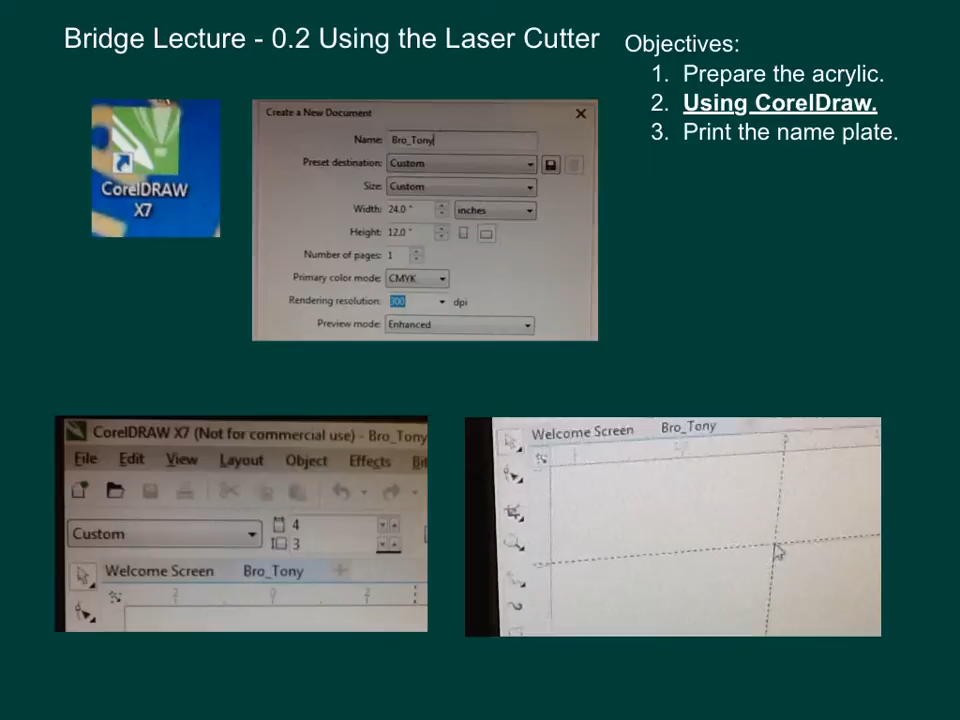 Bridge Lecture - 0.2 Using the Laser Cutter
Objectives:
1. Prepare the acrylic.
2. Using CorelDraw.
3. Print the name plate.
CorelDRAW
X7
Create a New Document
Name: Bro_Tony
Preset destination: Custom
Size: Custom
Width: 24.0 " inches
Height: 12.0 "
Number of pages: 1
Primary color mode: CMYK
Rendering resolution: 300 dpi
Preview mode: Enhanced
CorelDRAW X7 (Not for commercial use) - Bro_Tony
File Edit View Layout Object Effects
Custom
4
3
Welcome Screen Bro_Tony
2 0 2
Welcome Screen Bro_Tony